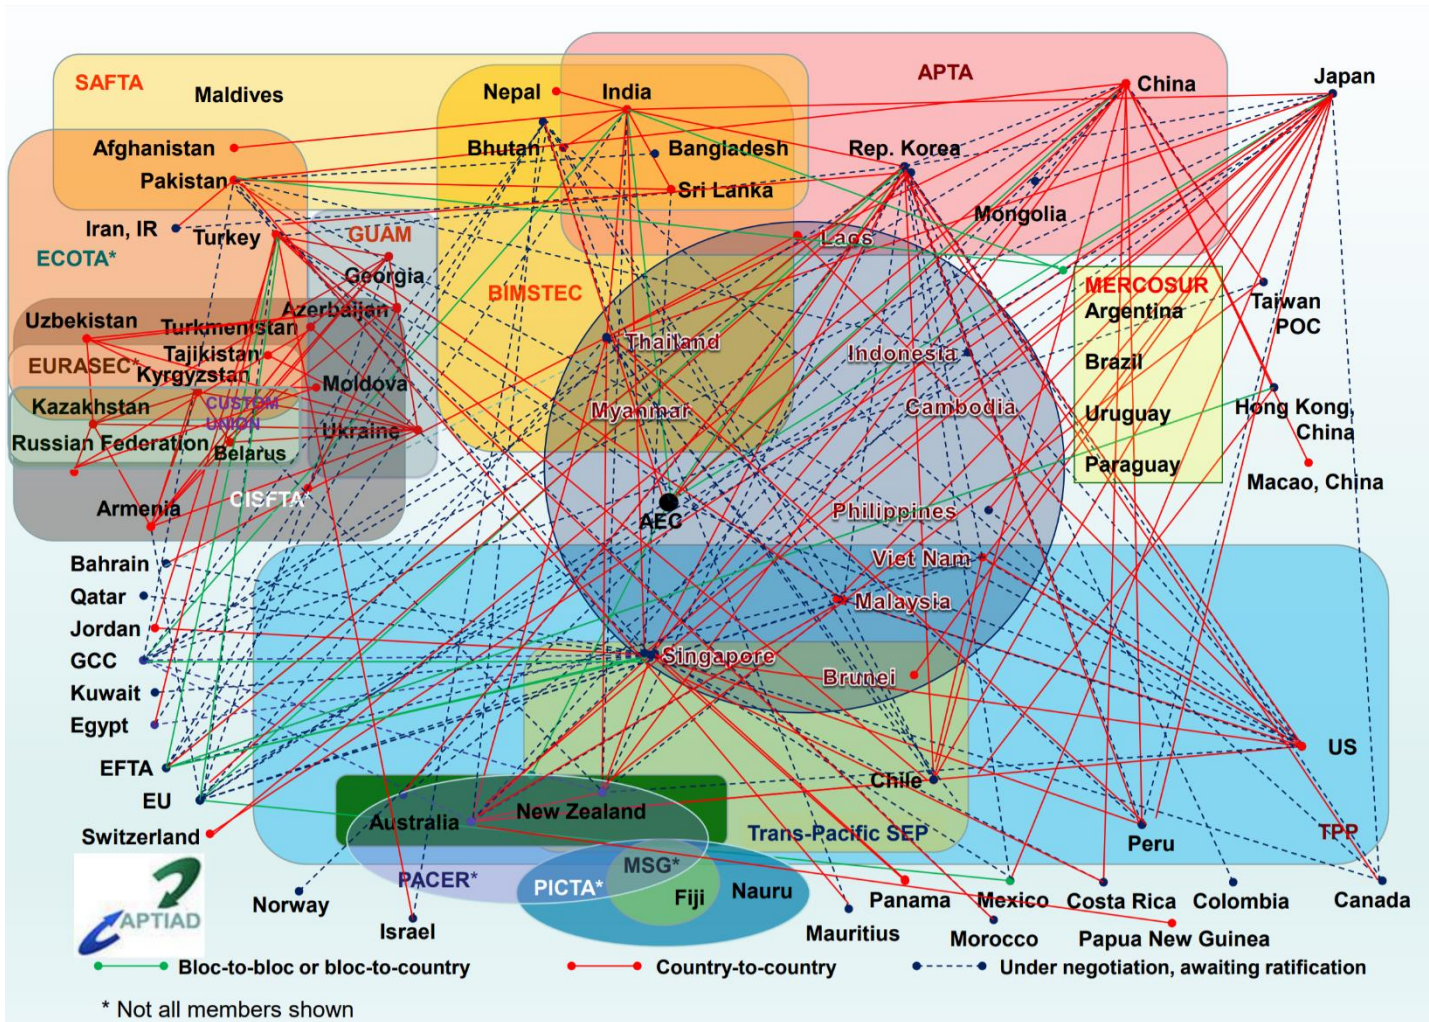 SAFTA
Maldives
Nepal
India
APTA
China
Japan
Afghanistan
Bhutan
Bangladesh
Rep. Korea
Pakistan
Sri Lanka
Mongolia
Iran, IR
Turkey
GUAM
Laos
ECOTA*
Georgia
BIMSTEC
MERCOSUR
Argentina
Taiwan
POC
Uzbekistan
Azerbaijan
Turkmenistan
Thailand
Indonesia
EURASEC*
Tajikistan
Kyrgyzstan
Moldova
Brazil
Kazakhstan
CUSTOM
UNION
Myanmar
Cambodia
Uruguay
Hong Kong,
China
Russian Federation
Belarus
Ukraine
Paraguay
Macao, China
Armenia
CISFTA*
AEC
Philippines
Bahrain
Viet Nam
Qatar
Malaysia
Jordan
GCC
Singapore
Kuwait
Brunei
Egypt
US
EFTA
Chile
EU
Australia
New Zealand
Switzerland
Trans-Pacific SEP
Peru
TPP
MSG*
PACER*
PICTA*
Fiji
Nauru
APTIAD
Norway
Israel
Mauritius
Panama
Mexico
Costa Rica
Colombia
Canada
Morocco
Papua New Guinea
Bloc-to-bloc or bloc-to-country
Country-to-country
Under negotiation, awaiting ratification
* Not all members shown